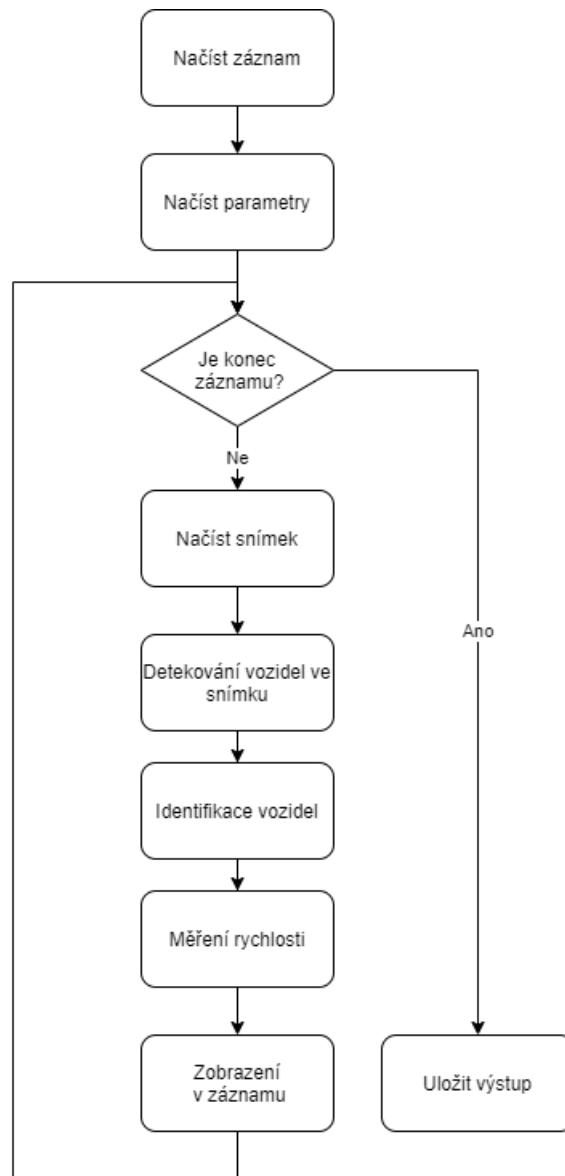 Načíst záznam
Načíst parametry
Je konec
záznamu?
Ne
Načíst snímek
Ano
Detekování vozidel ve
snímku
Identifikace vozidel
Měření rychlosti
Zobrazení
v záznamu
Uložit výstup